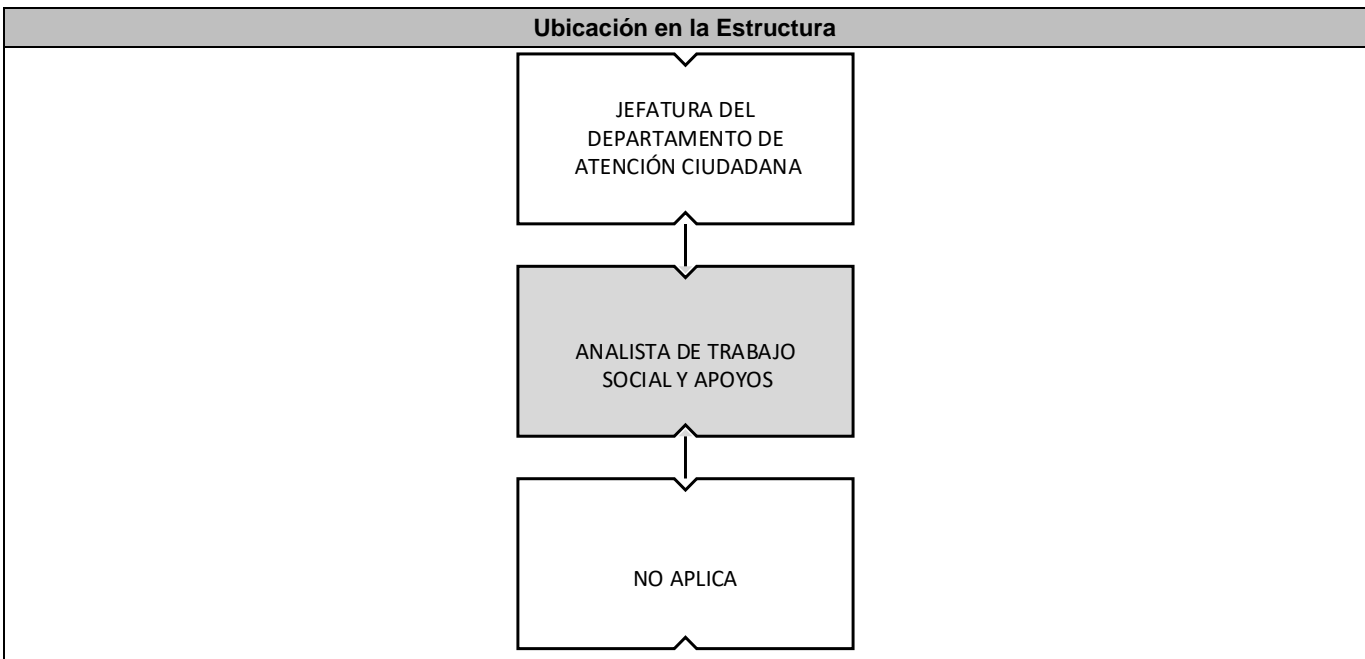 Ubicación en la Estructura
JEFATURA DEL
DEPARTAMENTO DE
ATENCIÓN CIUDADANA
ANALISTA DE TRABAJO
SOCIAL Y APOYOS
NO APLICA